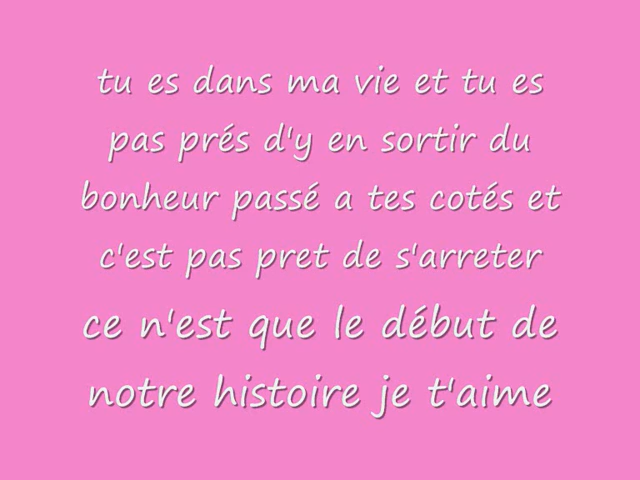 tu es dans ma vie et tu es
pas prés d'y en sortir du
bonheur passé a tes cotés et
c'est pas pret de s'arreter
ce n'est que le début de
notre histoire je t'aime